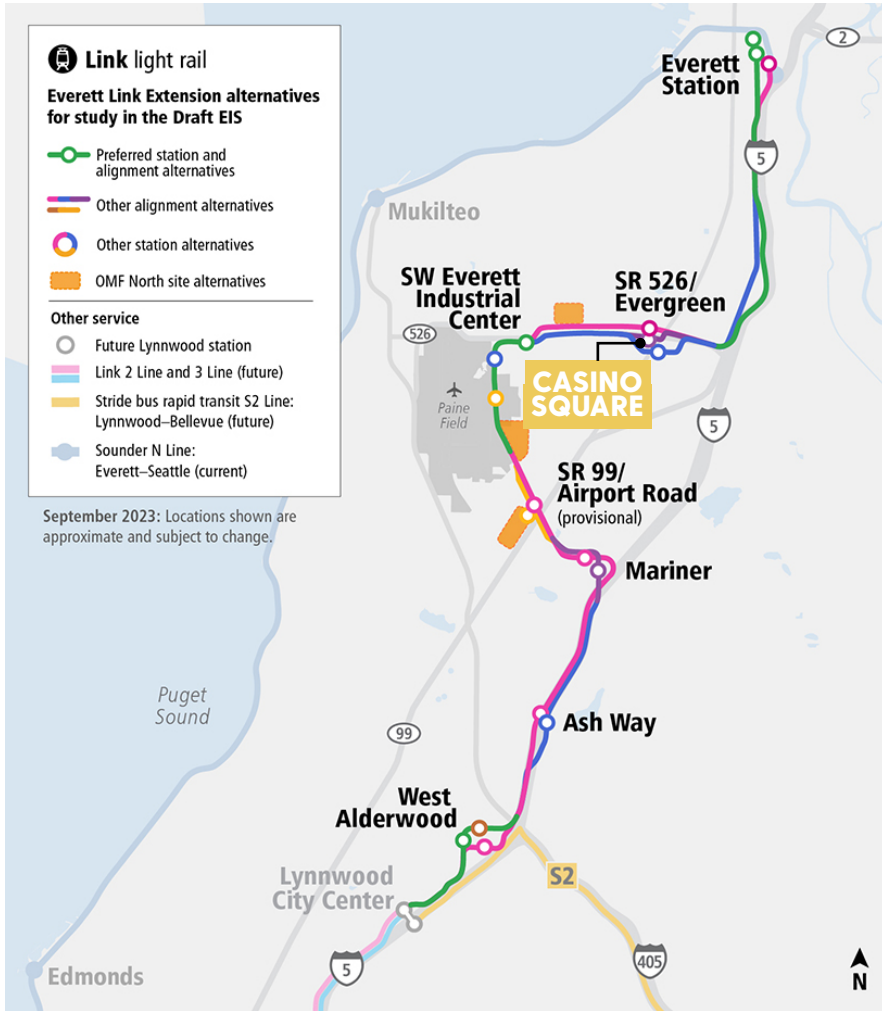 Link light rail
Everett Link Extension alternatives
for study in the Draft EIS
Preferred station and
alignment alternatives
Other alignment alternatives
Other station alternatives
OMF North site alternatives
Other service
Future Lynnwood station
Link 2 Line and 3 Line (future)
Stride bus rapid transit S2 Line:
Lynnwood–Bellevue (future)
Sounder N Line:
Everett–Seattle (current)
September 2023: Locations shown are
approximate and subject to change.
2
Everett
Station
5
Mukilteo
SW Everett
Industrial
Center
SR 526/
Evergreen
526
CASINO
SQUARE
Paine
Field
5
SR 99/
Airport Road
(provisional)
Mariner
Puget
Sound
99
Ash Way
West
Alderwood
Lynnwood
City Center
S2
5
405
Edmonds
N